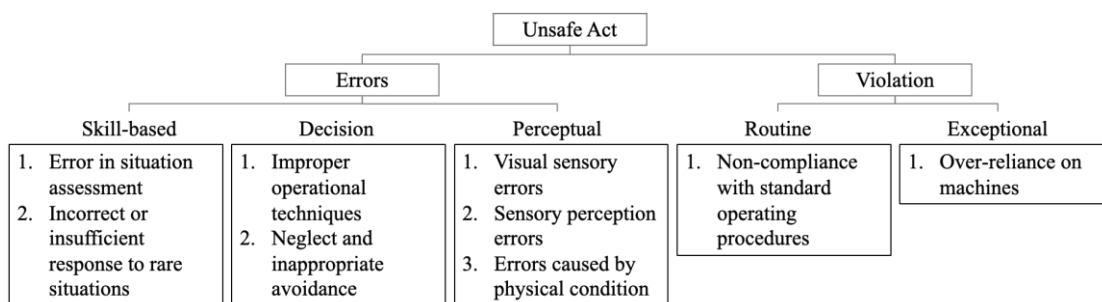 Unsafe Act
Errors
Violation
Skill-based
Decision
Perceptual
Routine
Exceptional
1. Error in situation
assessment
2. Incorrect or
insufficient
response to rare
situations
1. Improper
operational
techniques
2. Neglect and
inappropriate
avoidance
1. Visual sensory
errors
2. Sensory perception
errors
3. Errors caused by
physical condition
1. Non-compliance
with standard
operating
procedures
1. Over-reliance on
machines